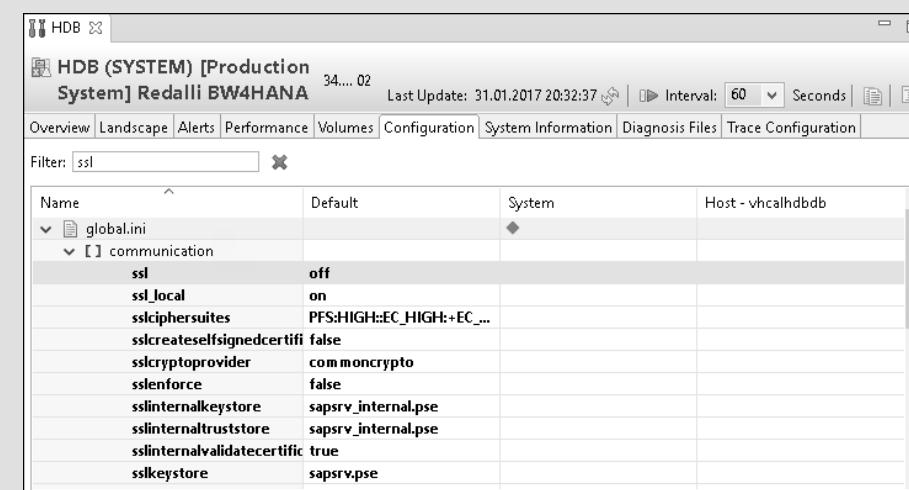 HDB
HDB (SYSTEM) [Production
System] Redalli BW4HANA
34.... 02
Last Update: 31.01.2017 20:32:37
Interval: 60 Seconds
Overview Landscape Alerts Performance Volumes Configuration System Information Diagnosis Files Trace Configuration
Filter: ssl
Name Default System Host - vhcalhdbdb
global.ini
[ ] communication
ssl off
ssl_local on
sslciphersuites PFS:HIGH::EC_HIGH:+EC_...
sslcreateselfsignedcertifi false
sslcryptoprovider commoncrypto
sslenforce false
sslinternalkeystore sapsrv_internal.pse
sslinternaltruststore sapsrv_internal.pse
sslinternalvalidatecertific true
sslkeystore sapsrv.pse